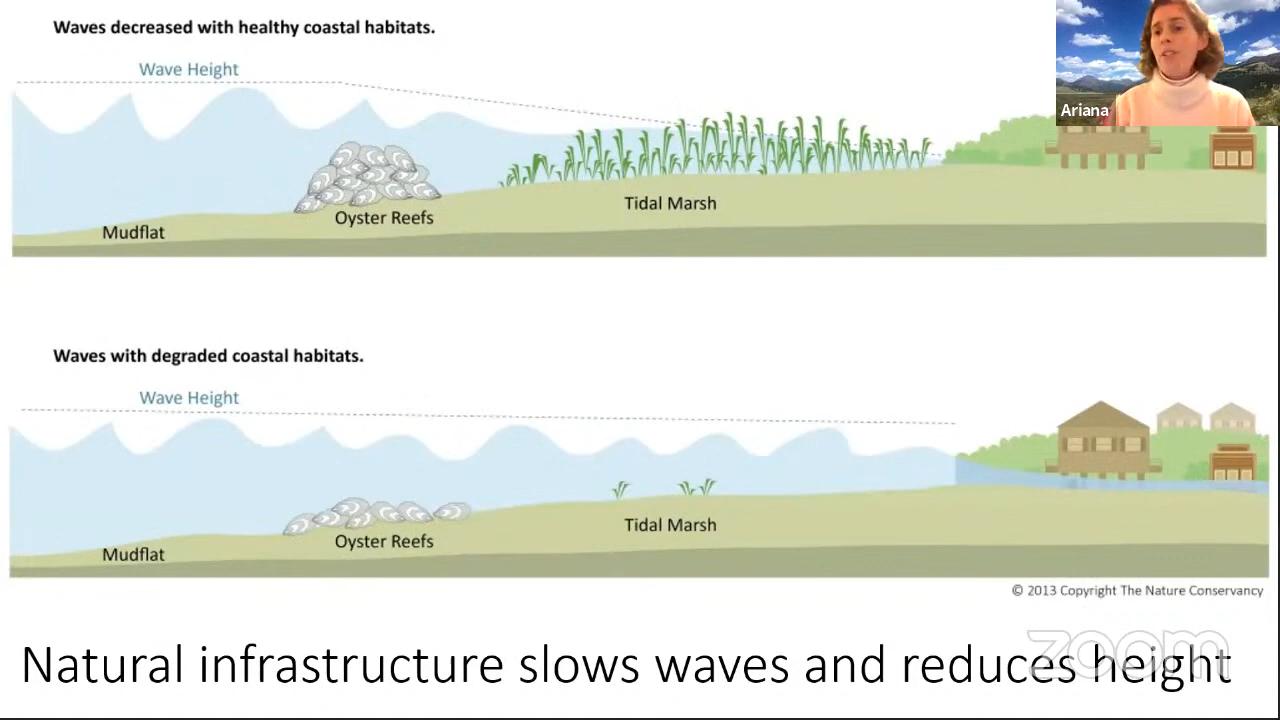 Waves decreased with healthy coastal habitats.
Wave Height
Ariana
Tidal Marsh
Oyster Reefs
Mudflat
Waves with degraded coastal habitats.
Wave Height
Tidal Marsh
Oyster Reefs
Mudflat
© 2013 Copyright The Nature Conservancy
Natural infrastructure slows waves and reduces height
zoom